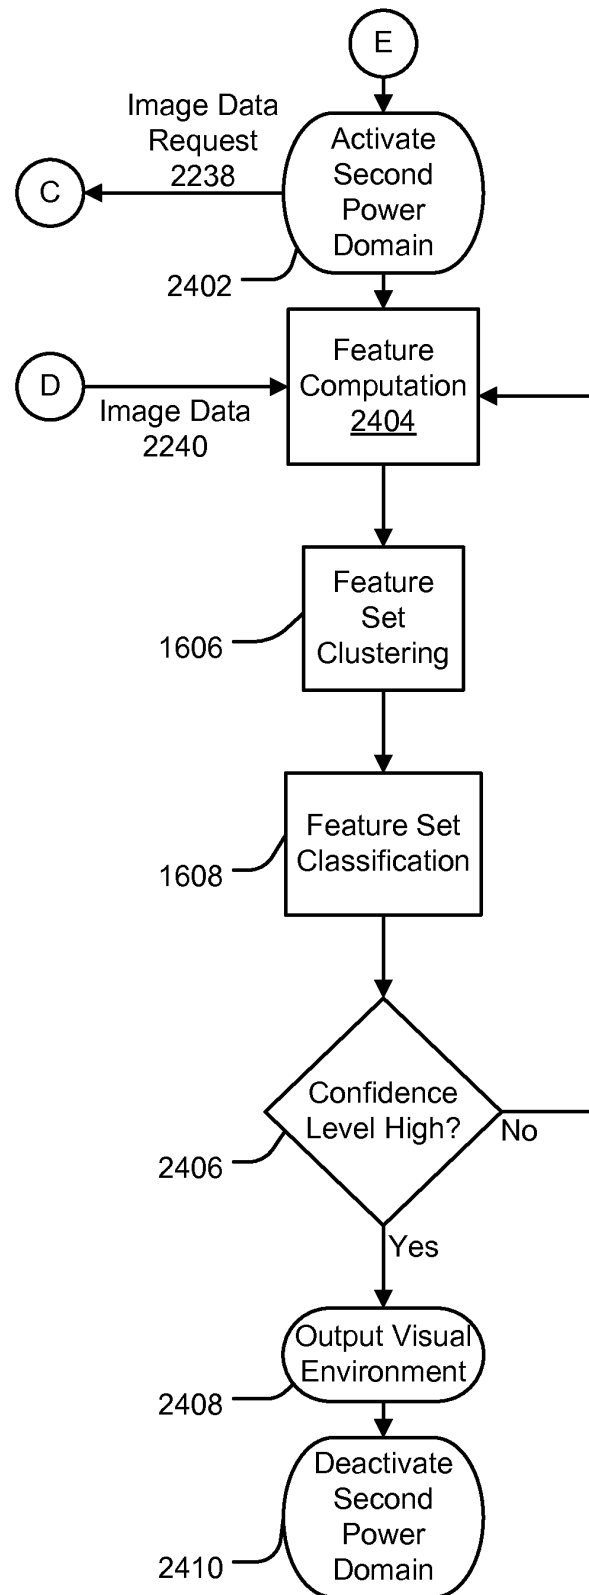 E
Image Data
Request
2238
C
Activate
Second
Power
Domain
2402
D
Image Data
2240
Feature
Computation
2404
Feature
Set
Clustering
1606
Feature Set
Classification
1608
Confidence
Level High?
No
2406
Yes
Output Visual
Environment
2408
Deactivate
Second
Power
Domain
2410